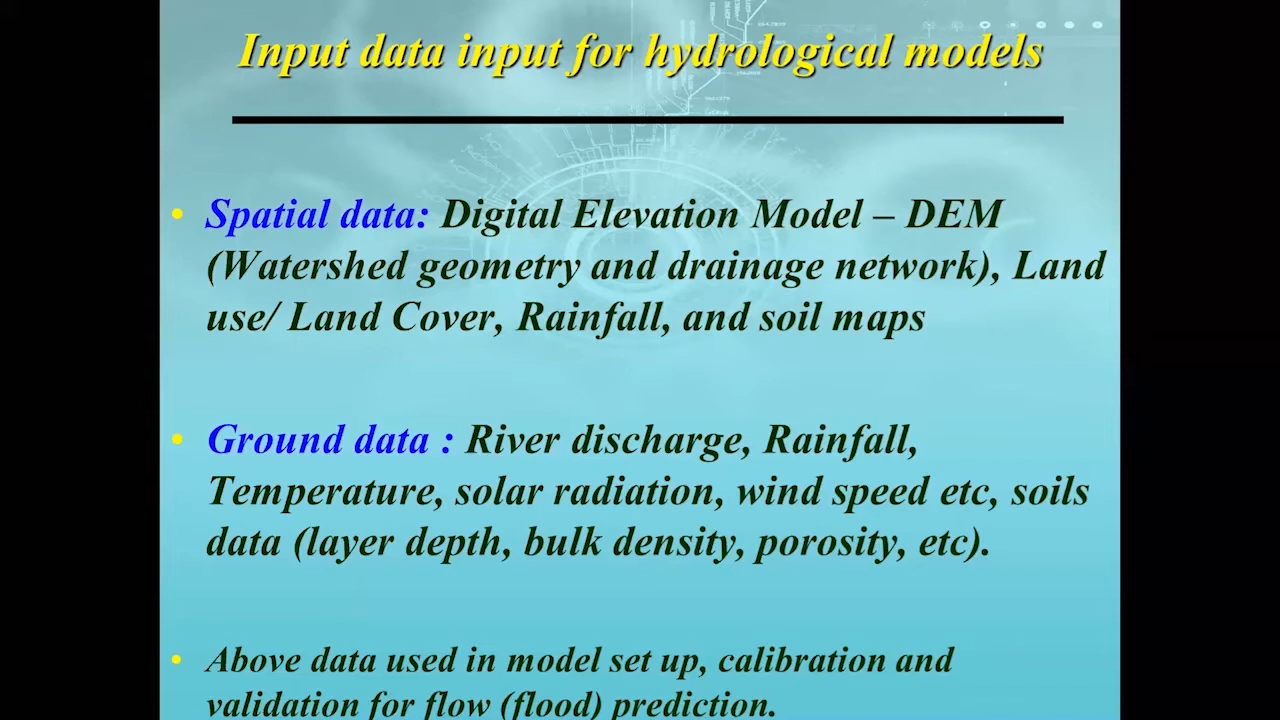 Input data input for hydrological models
• Spatial data: Digital Elevation Model – DEM
(Watershed geometry and drainage network), Land
use/ Land Cover, Rainfall, and soil maps
• Ground data : River discharge, Rainfall,
Temperature, solar radiation, wind speed etc, soils
data (layer depth, bulk density, porosity, etc).
• Above data used in model set up, calibration and
validation for flow (flood) prediction.